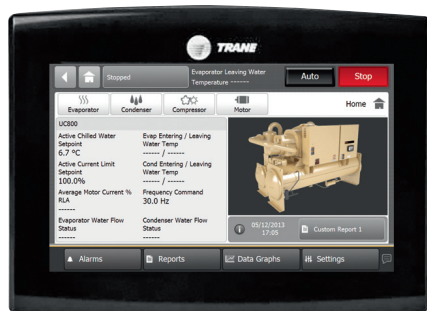 TRANE
Stopped
Evaporator Leaving Water
Temperature ------
Auto
Stop
Evaporator
Condenser
Compressor
Motor
Home
UC800
Active Chilled Water
Setpoint
6.7 °C
Evap Entering / Leaving
Water Temp
------ / ------
Active Current Limit
Setpoint
100.0%
Cond Entering / Leaving
Water Temp
------ / ------
Average Motor Current %
RLA
------
Frequency Command
30.0 Hz
Evaporator Water Flow
Status
------
Condenser Water Flow
Status
------
05/12/2013
17:05
Custom Report 1
Alarms
Reports
Data Graphs
Settings